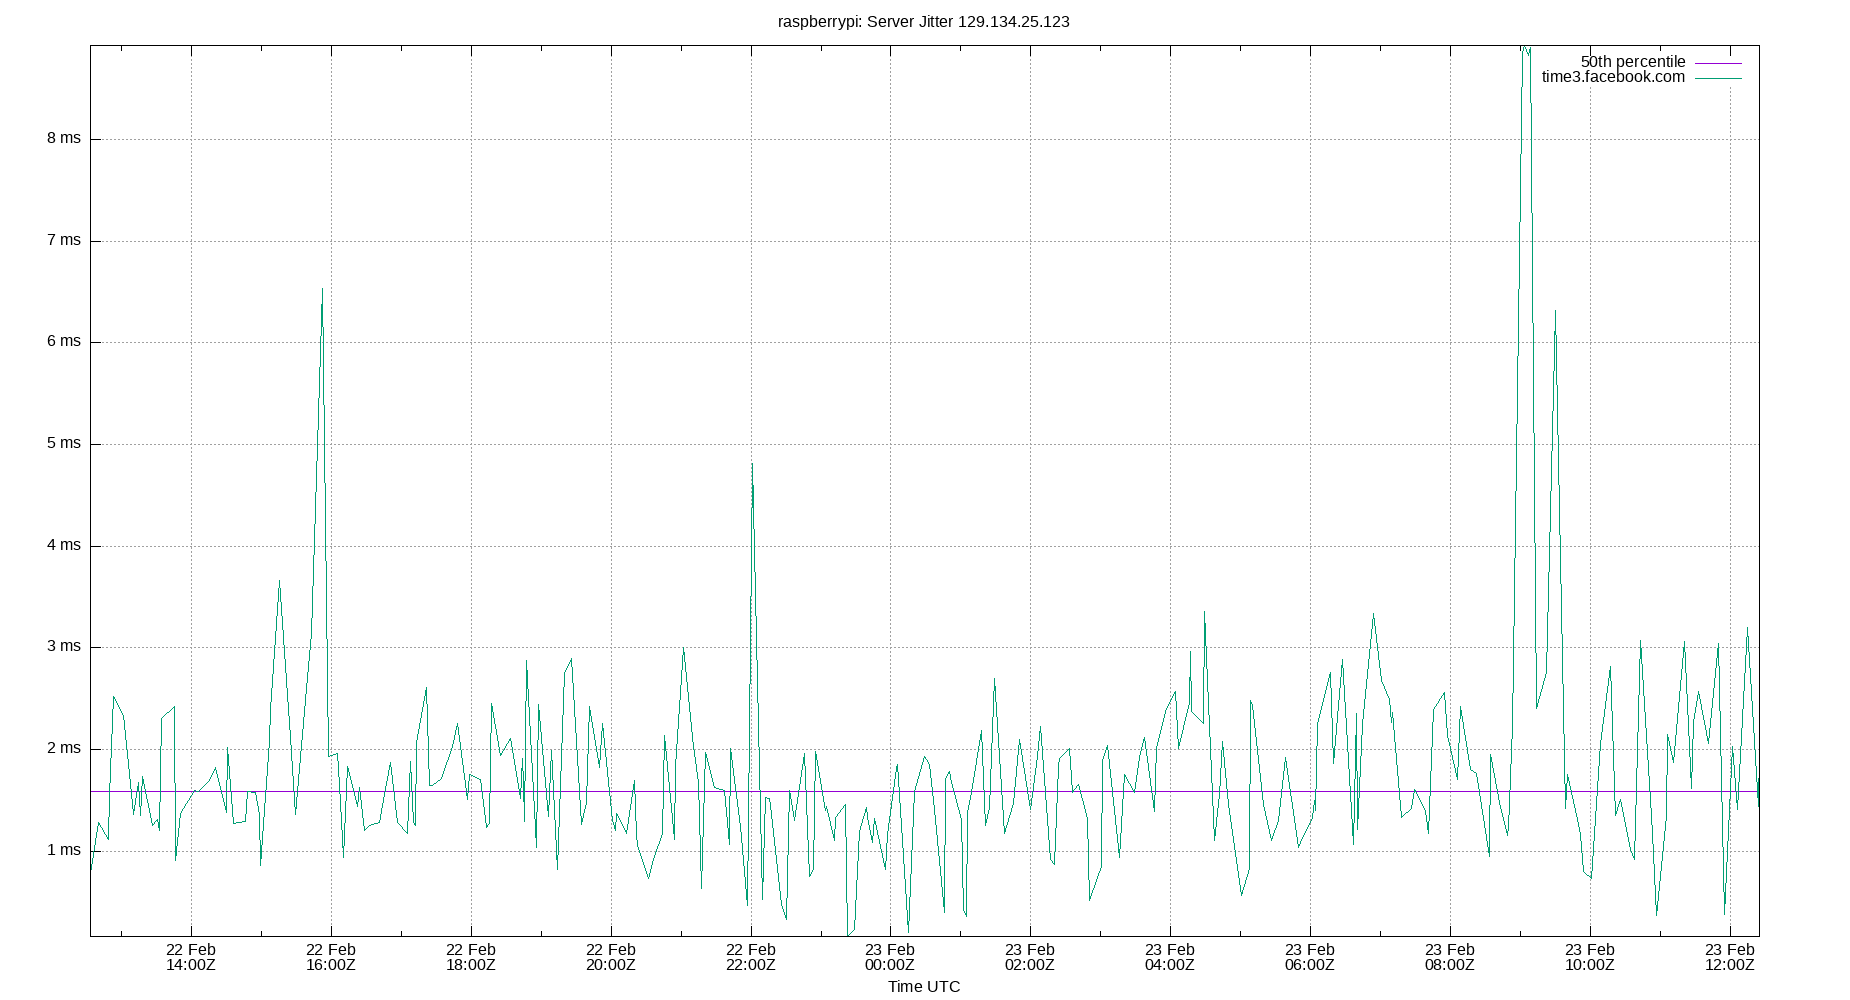 raspberrypi: Server Jitter 129.134.25.123
50th percentile
time3.facebook.com
8 ms
7 ms
6 ms
5 ms
4 ms
3 ms
2 ms
1 ms
22 Feb 22 Feb 22 Feb 22 Feb 22 Feb 23 Feb 23 Feb 23 Feb 23 Feb 23 Feb 23 Feb 23 Feb
14:00Z 16:00Z 18:00Z 20:00Z 22:00Z 00:00Z 02:00Z 04:00Z 06:00Z 08:00Z 10:00Z 12:00Z
Time UTC